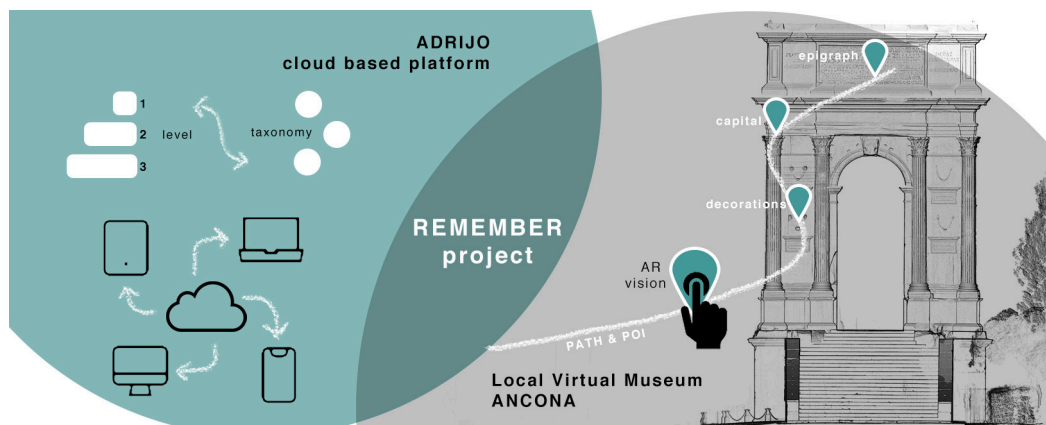 ADRIJO
cloud based platform
1
2
level
3
taxonomy
REMEMBER
project
epigraph
capital
decorations
AR
vision
PATH & POI
Local Virtual Museum
ANCONA